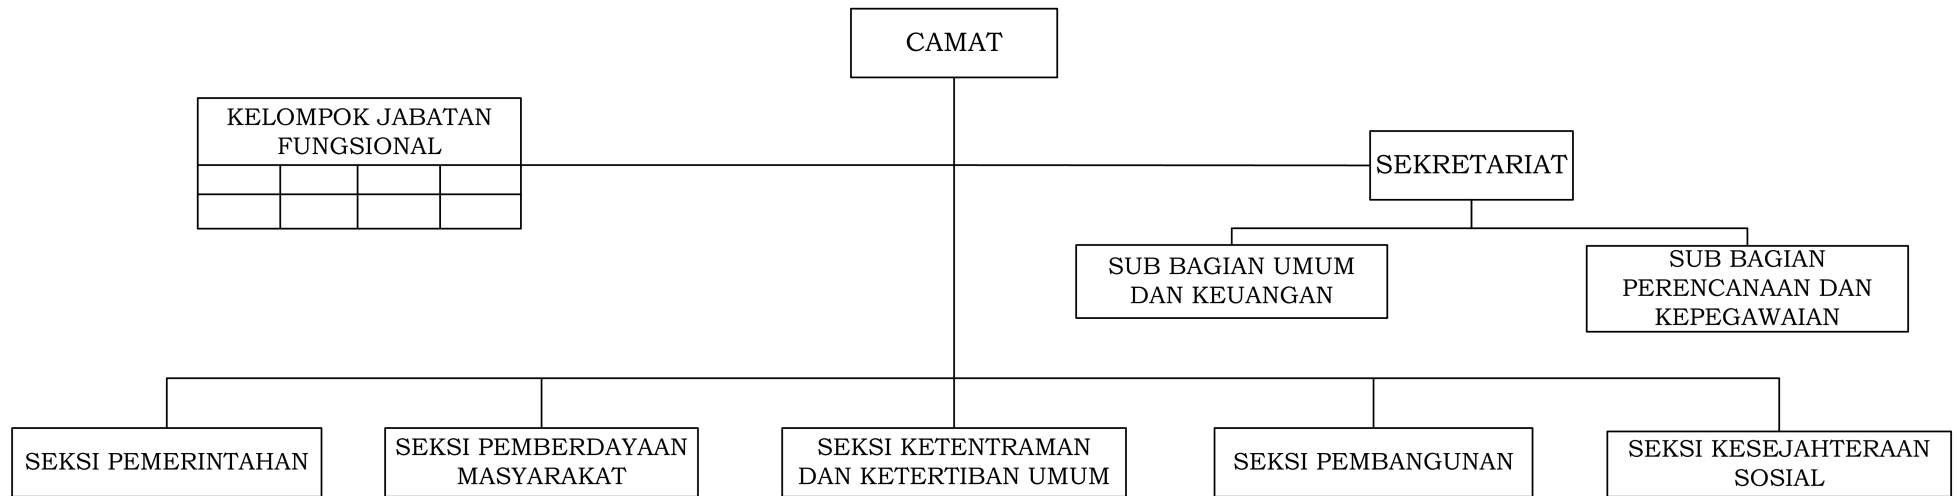 CAMAT
KELOMPOK JABATAN
FUNGSIONAL
SEKRETARIAT
SUB BAGIAN UMUM
DAN KEUANGAN
SUB BAGIAN
PERENCANAAN DAN
KEPEGAWAIAN
SEKSI PEMERINTAHAN
SEKSI PEMBERDAYAAN
MASYARAKAT
SEKSI KETENTRAMAN
DAN KETERTIBAN UMUM
SEKSI PEMBANGUNAN
SEKSI KESEJAHTERAAN
SOSIAL